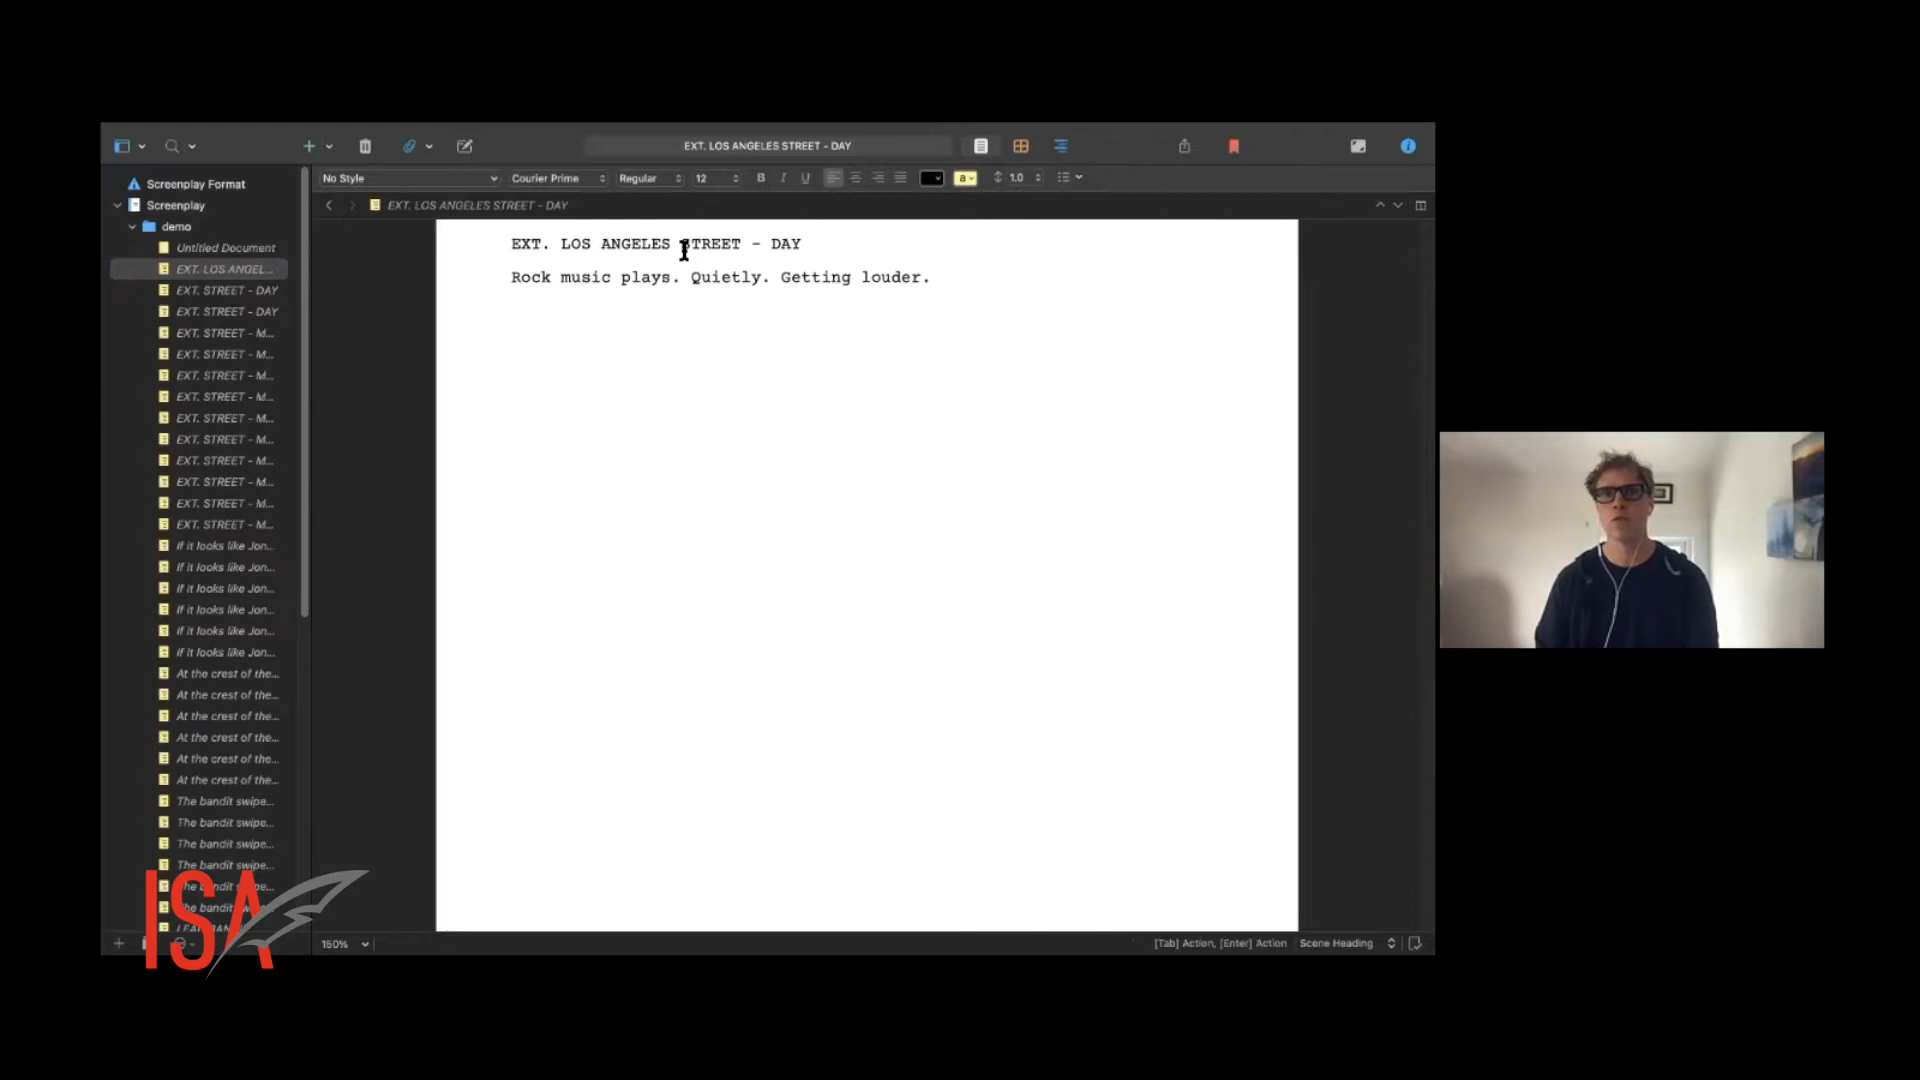 EXT. LOS ANGELES STREET - DAY
No Style
Courier Prime
Regular
12
B
I
U
a
1.0
EXT. LOS ANGELES STREET - DAY
Screenplay Format
Screenplay
demo
Untitled Document
EXT. LOS ANGEL...
EXT. STREET - DAY
EXT. STREET - DAY
EXT. STREET - M...
EXT. STREET - M...
EXT. STREET - M...
EXT. STREET - M...
EXT. STREET - M...
EXT. STREET - M...
EXT. STREET - M...
EXT. STREET - M...
EXT. STREET - M...
EXT. STREET - M...
If it looks like Jon...
If it looks like Jon...
If it looks like Jon...
If it looks like Jon...
If it looks like Jon...
If it looks like Jon...
At the crest of the...
At the crest of the...
At the crest of the...
At the crest of the...
At the crest of the...
At the crest of the...
The bandit swipe...
The bandit swipe...
The bandit swipe...
The bandit swipe...
EXT. LOS ANGELES STREET - DAY
Rock music plays. Quietly. Getting louder.
ISA
150%
[Tab] Action, [Enter] Action
Scene Heading